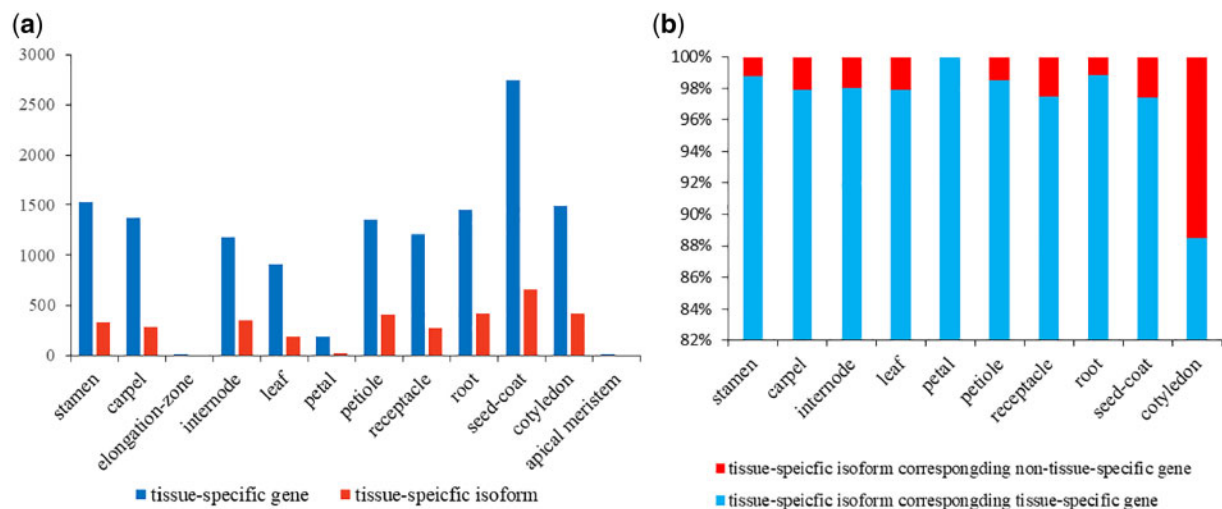 (a)
3000
2500
2000
1500
1000
500
0
stamen
carpel
elongation-zone
internode
leaf
petal
petiole
receptacle
root
seed-coat
cotyledon
apical meristem
tissue-specific gene
tissue-speicfic isoform
(b)
100%
98%
96%
94%
92%
90%
88%
86%
84%
82%
stamen
carpel
internode
leaf
petal
petiole
receptacle
root
seed-coat
cotyledon
tissue-speicfic isoform correspongding non-tissue-specific gene
tissue-speicfic isoform correspongding tissue-specific gene